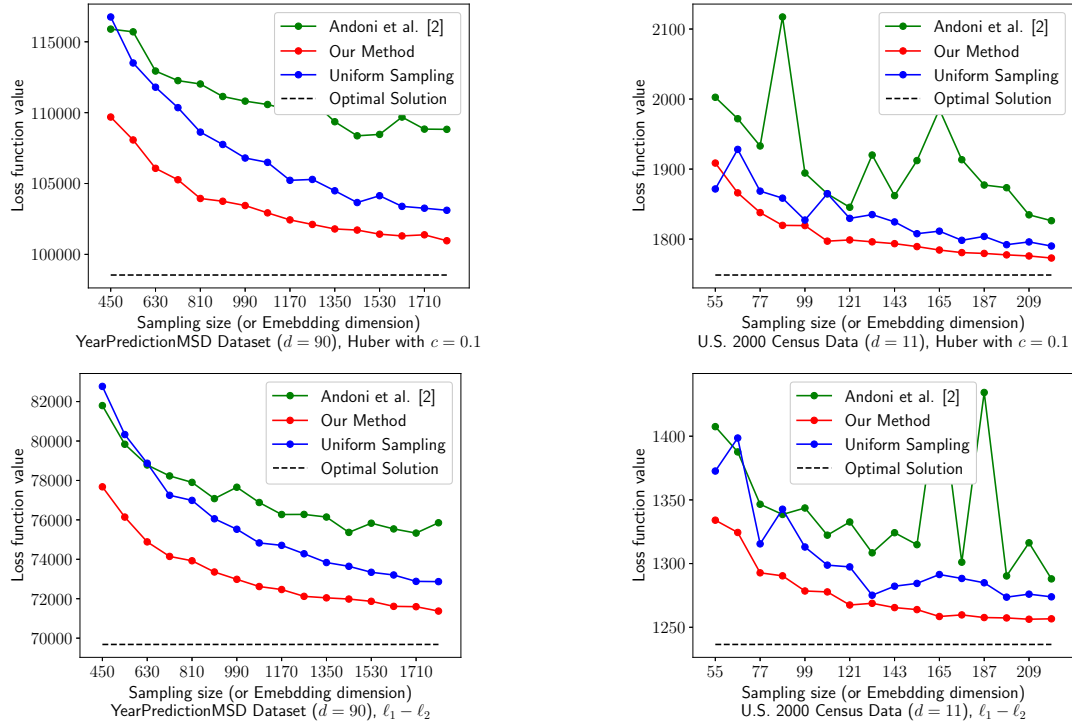 115000
110000
105000
100000
Loss function value
Andoni et al. [2]
Our Method
Uniform Sampling
Optimal Solution
450 630 810 990 1170 1350 1530 1710
Sampling size (or Emebdding dimension)
YearPredictionMSD Dataset (d = 90), Huber with c = 0.1
2100
2000
1900
1800
Loss function value
Andoni et al. [2]
Our Method
Uniform Sampling
Optimal Solution
55 77 99 121 143 165 187 209
Sampling size (or Emebdding dimension)
U.S. 2000 Census Data (d = 11), Huber with c = 0.1
82000
80000
78000
76000
74000
72000
70000
Loss function value
Andoni et al. [2]
Our Method
Uniform Sampling
Optimal Solution
450 630 810 990 1170 1350 1530 1710
Sampling size (or Emebdding dimension)
YearPredictionMSD Dataset (d = 90), ℓ₁ − ℓ₂
1400
1350
1300
1250
Loss function value
Andoni et al. [2]
Our Method
Uniform Sampling
Optimal Solution
55 77 99 121 143 165 187 209
Sampling size (or Emebdding dimension)
U.S. 2000 Census Data (d = 11), ℓ₁ − ℓ₂